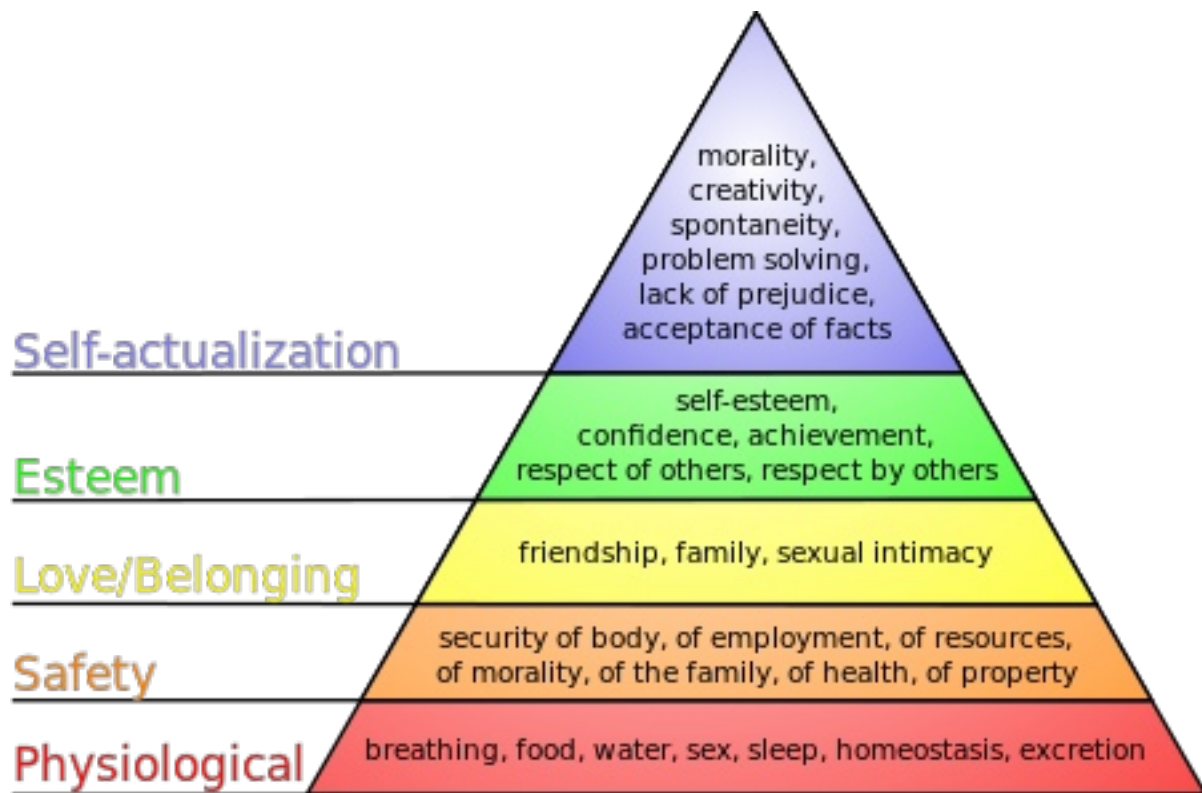 morality,
creativity,
spontaneity,
problem solving,
lack of prejudice,
acceptance of facts
Self-actualization
self-esteem,
confidence, achievement,
respect of others, respect by others
Esteem
friendship, family, sexual intimacy
Love/Belonging
security of body, of employment, of resources,
of morality, of the family, of health, of property
Safety
breathing, food, water, sex, sleep, homeostasis, excretion
Physiological